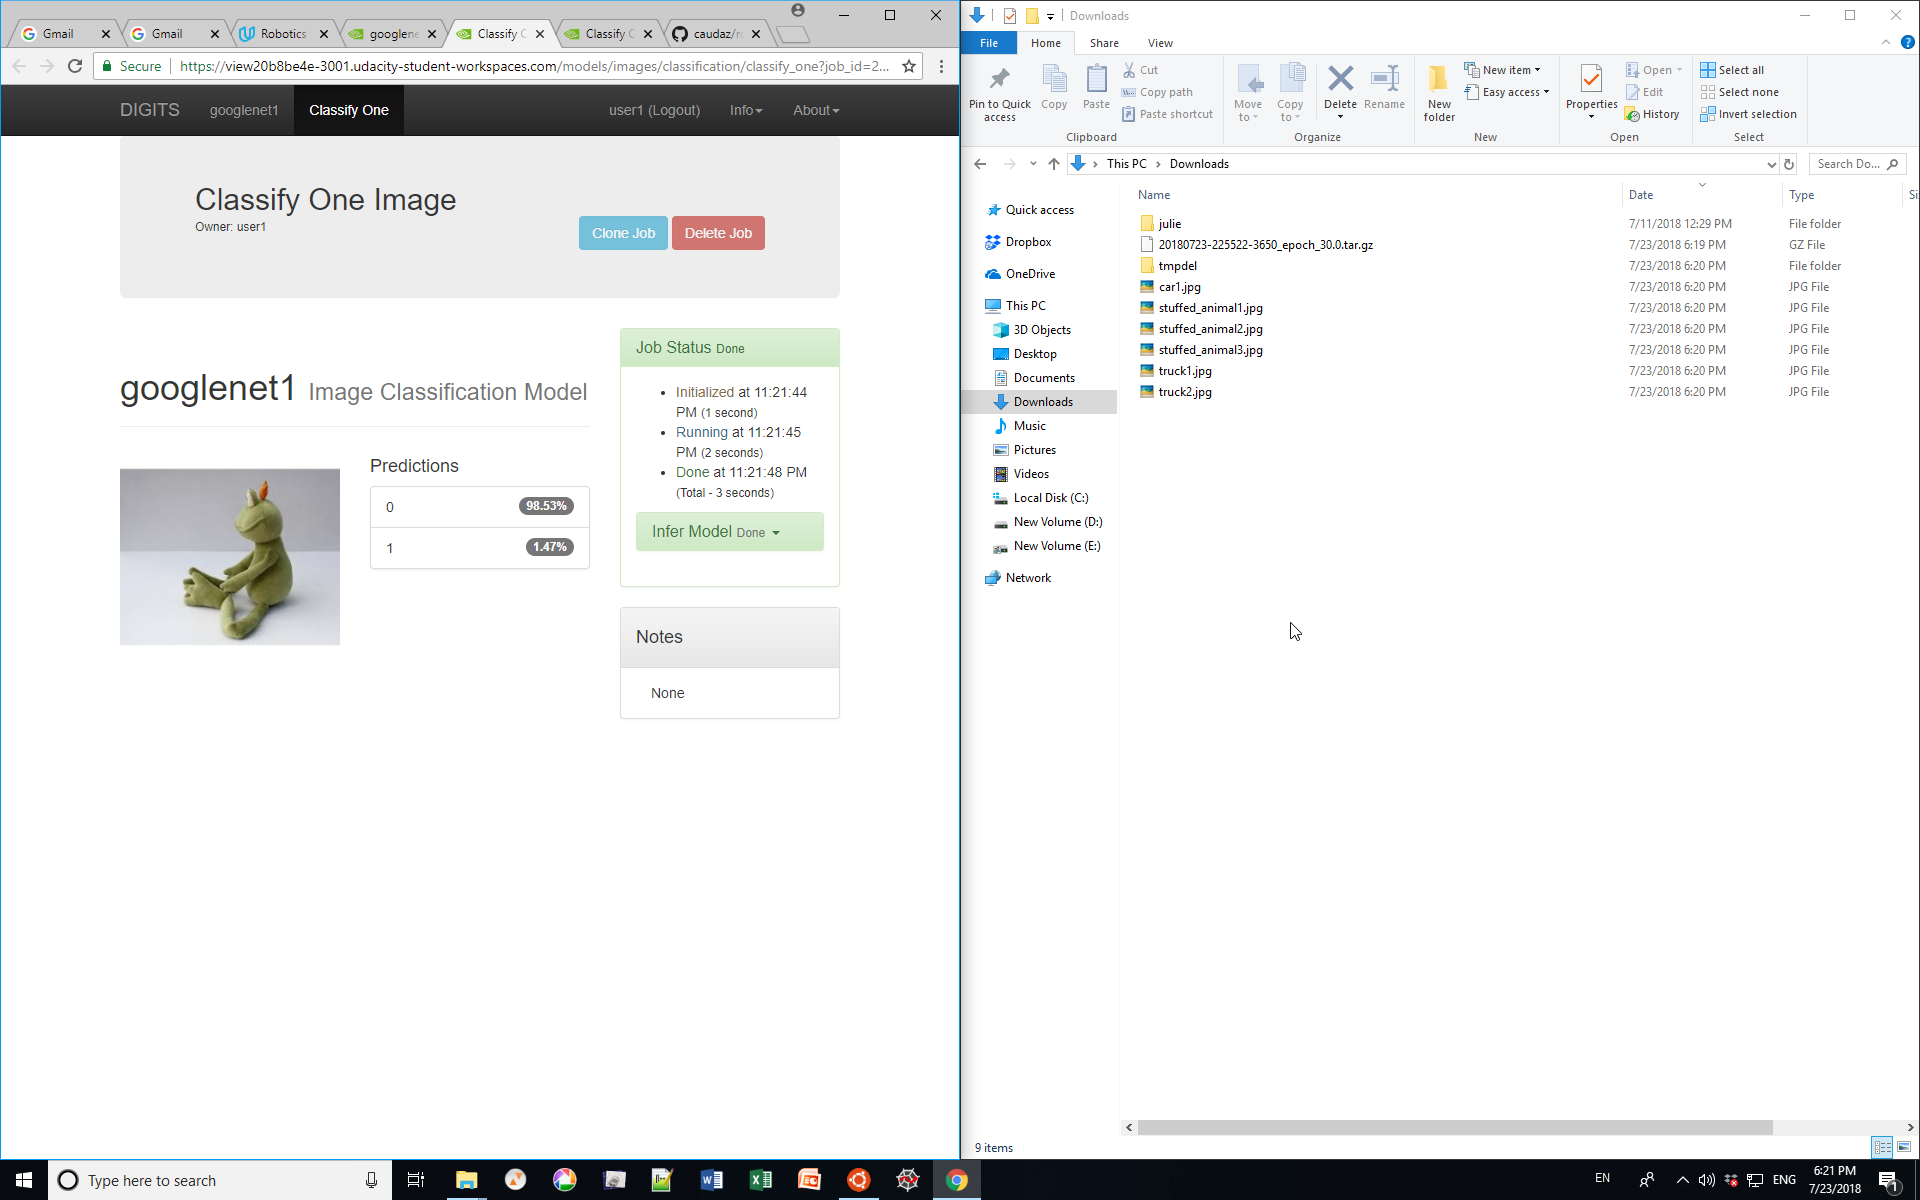 Gmail
Gmail
Robotics
googlene
Classify C
Classify C
caudaz/r
Secure
https://view20b8be4e-3001.udacity-student-workspaces.com/models/images/classification/classify_one?job_id=2...
DIGITS
googlenet1
Classify One
user1 (Logout)
Info
About
Classify One Image
Owner: user1
Clone Job
Delete Job
googlenet1 Image Classification Model
Predictions
0 98.53%
1 1.47%
Job Status Done
Initialized at 11:21:44
PM (1 second)
Running at 11:21:45
PM (2 seconds)
Done at 11:21:48 PM
(Total - 3 seconds)
Infer Model Done
Notes
None
Downloads
File
Home
Share
View
Pin to Quick
access
Copy
Paste
Cut
Copy path
Paste shortcut
Clipboard
Move
to
Copy
to
Delete
Rename
Organize
New
folder
New item
Easy access
New
Properties
Open
Edit
History
Open
Select all
Select none
Invert selection
Select
This PC
Downloads
Search Do...
Quick access
Dropbox
OneDrive
This PC
3D Objects
Desktop
Documents
Downloads
Music
Pictures
Videos
Local Disk (C:)
New Volume (D:)
New Volume (E:)
Network
Name Date Type Si
julie 7/11/2018 12:29 PM File folder
20180723-225522-3650_epoch_30.0.tar.gz 7/23/2018 6:19 PM GZ File
tmpdel 7/23/2018 6:20 PM File folder
car1.jpg 7/23/2018 6:20 PM JPG File
stuffed_animal1.jpg 7/23/2018 6:20 PM JPG File
stuffed_animal2.jpg 7/23/2018 6:20 PM JPG File
stuffed_animal3.jpg 7/23/2018 6:20 PM JPG File
truck1.jpg 7/23/2018 6:20 PM JPG File
truck2.jpg 7/23/2018 6:20 PM JPG File
9 items
Type here to search
EN
ENG
6:21 PM
7/23/2018
1